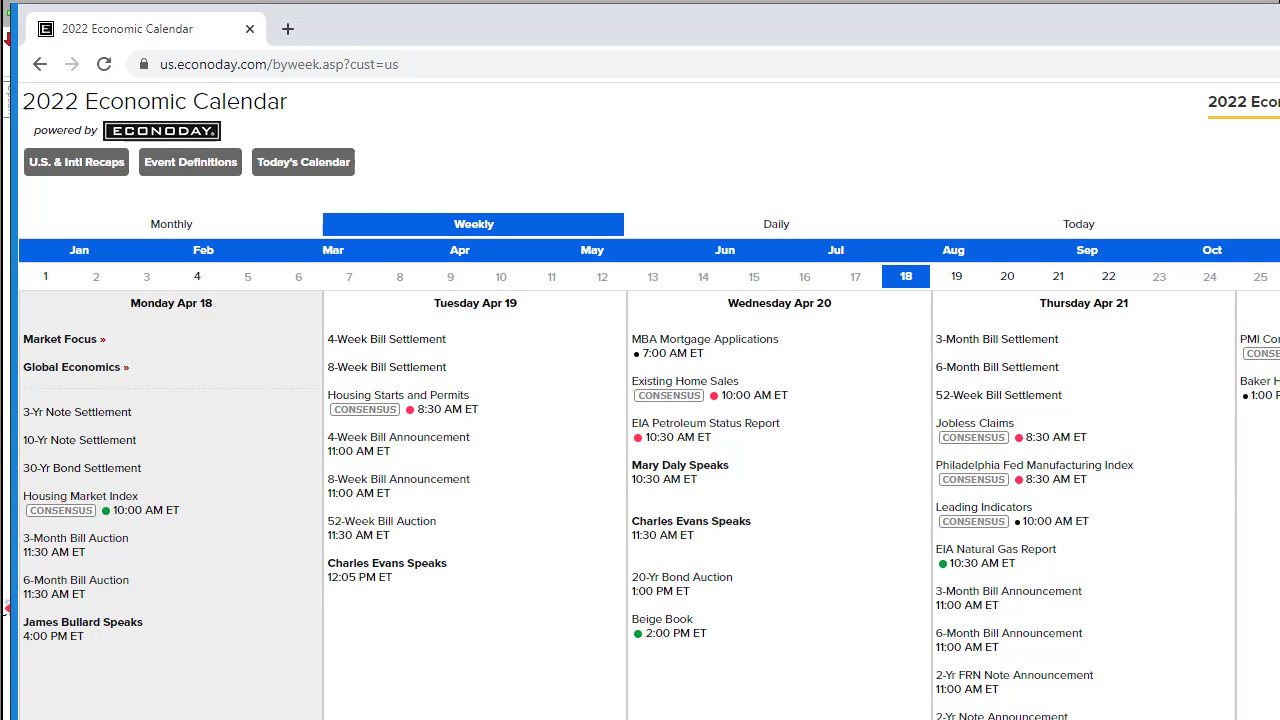 2022 Economic Calendar
us.econoday.com/byweek.asp?cust=us
2022 Economic Calendar
2022 Eco
powered by ECONODAY
U.S. & Intl Recaps Event Definitions Today's Calendar
Monthly Weekly Daily Today
Jan Feb Mar Apr May Jun Jul Aug Sep Oct
1 2 3 4 5 6 7 8 9 10 11 12 13 14 15 16 17 18 19 20 21 22 23 24 25
Monday Apr 18
Market Focus »
Global Economics »
3-Yr Note Settlement
10-Yr Note Settlement
30-Yr Bond Settlement
Housing Market Index
CONSENSUS 10:00 AM ET
3-Month Bill Auction
11:30 AM ET
6-Month Bill Auction
11:30 AM ET
James Bullard Speaks
4:00 PM ET
Tuesday Apr 19
4-Week Bill Settlement
8-Week Bill Settlement
Housing Starts and Permits
CONSENSUS 8:30 AM ET
4-Week Bill Announcement
11:00 AM ET
8-Week Bill Announcement
11:00 AM ET
52-Week Bill Auction
11:30 AM ET
Charles Evans Speaks
12:05 PM ET
Wednesday Apr 20
MBA Mortgage Applications
7:00 AM ET
Existing Home Sales
CONSENSUS 10:00 AM ET
EIA Petroleum Status Report
10:30 AM ET
Mary Daly Speaks
10:30 AM ET
Charles Evans Speaks
11:30 AM ET
20-Yr Bond Auction
1:00 PM ET
Beige Book
2:00 PM ET
Thursday Apr 21
3-Month Bill Settlement
6-Month Bill Settlement
52-Week Bill Settlement
Jobless Claims
CONSENSUS 8:30 AM ET
Philadelphia Fed Manufacturing Index
CONSENSUS 8:30 AM ET
Leading Indicators
CONSENSUS 10:00 AM ET
EIA Natural Gas Report
10:30 AM ET
3-Month Bill Announcement
11:00 AM ET
6-Month Bill Announcement
11:00 AM ET
2-Yr FRN Note Announcement
11:00 AM ET
2-Yr Note Announcement
PMI Co
CONSE
Baker H
1:00 P